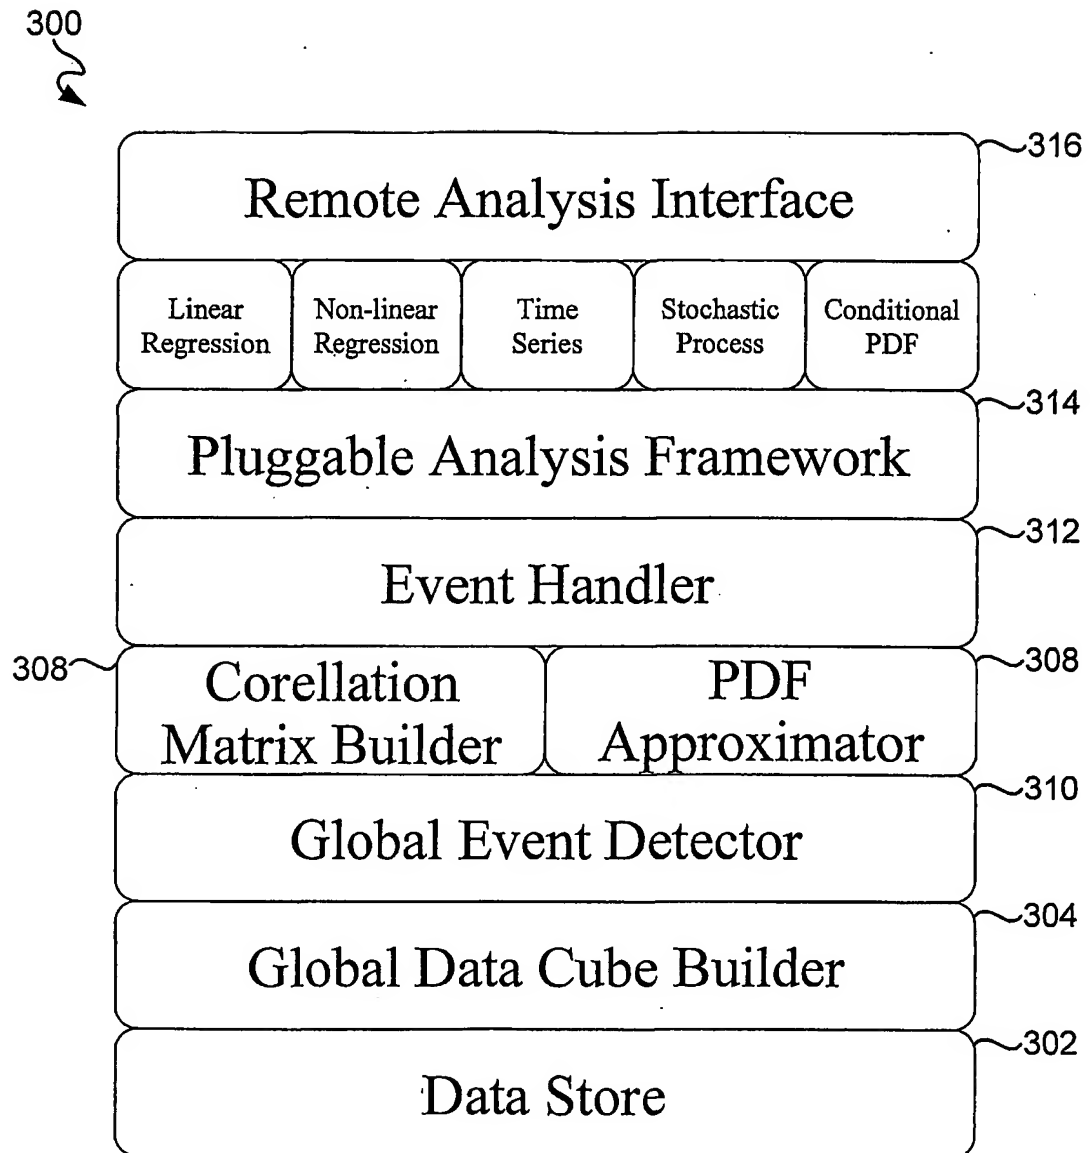 300
316
Remote Analysis Interface
Linear
Regression
Non-linear
Regression
Time
Series
Stochastic
Process
Conditional
PDF
314
Pluggable Analysis Framework
312
Event Handler
308
Corellation
Matrix Builder
308
PDF
Approximator
310
Global Event Detector
304
Global Data Cube Builder
302
Data Store